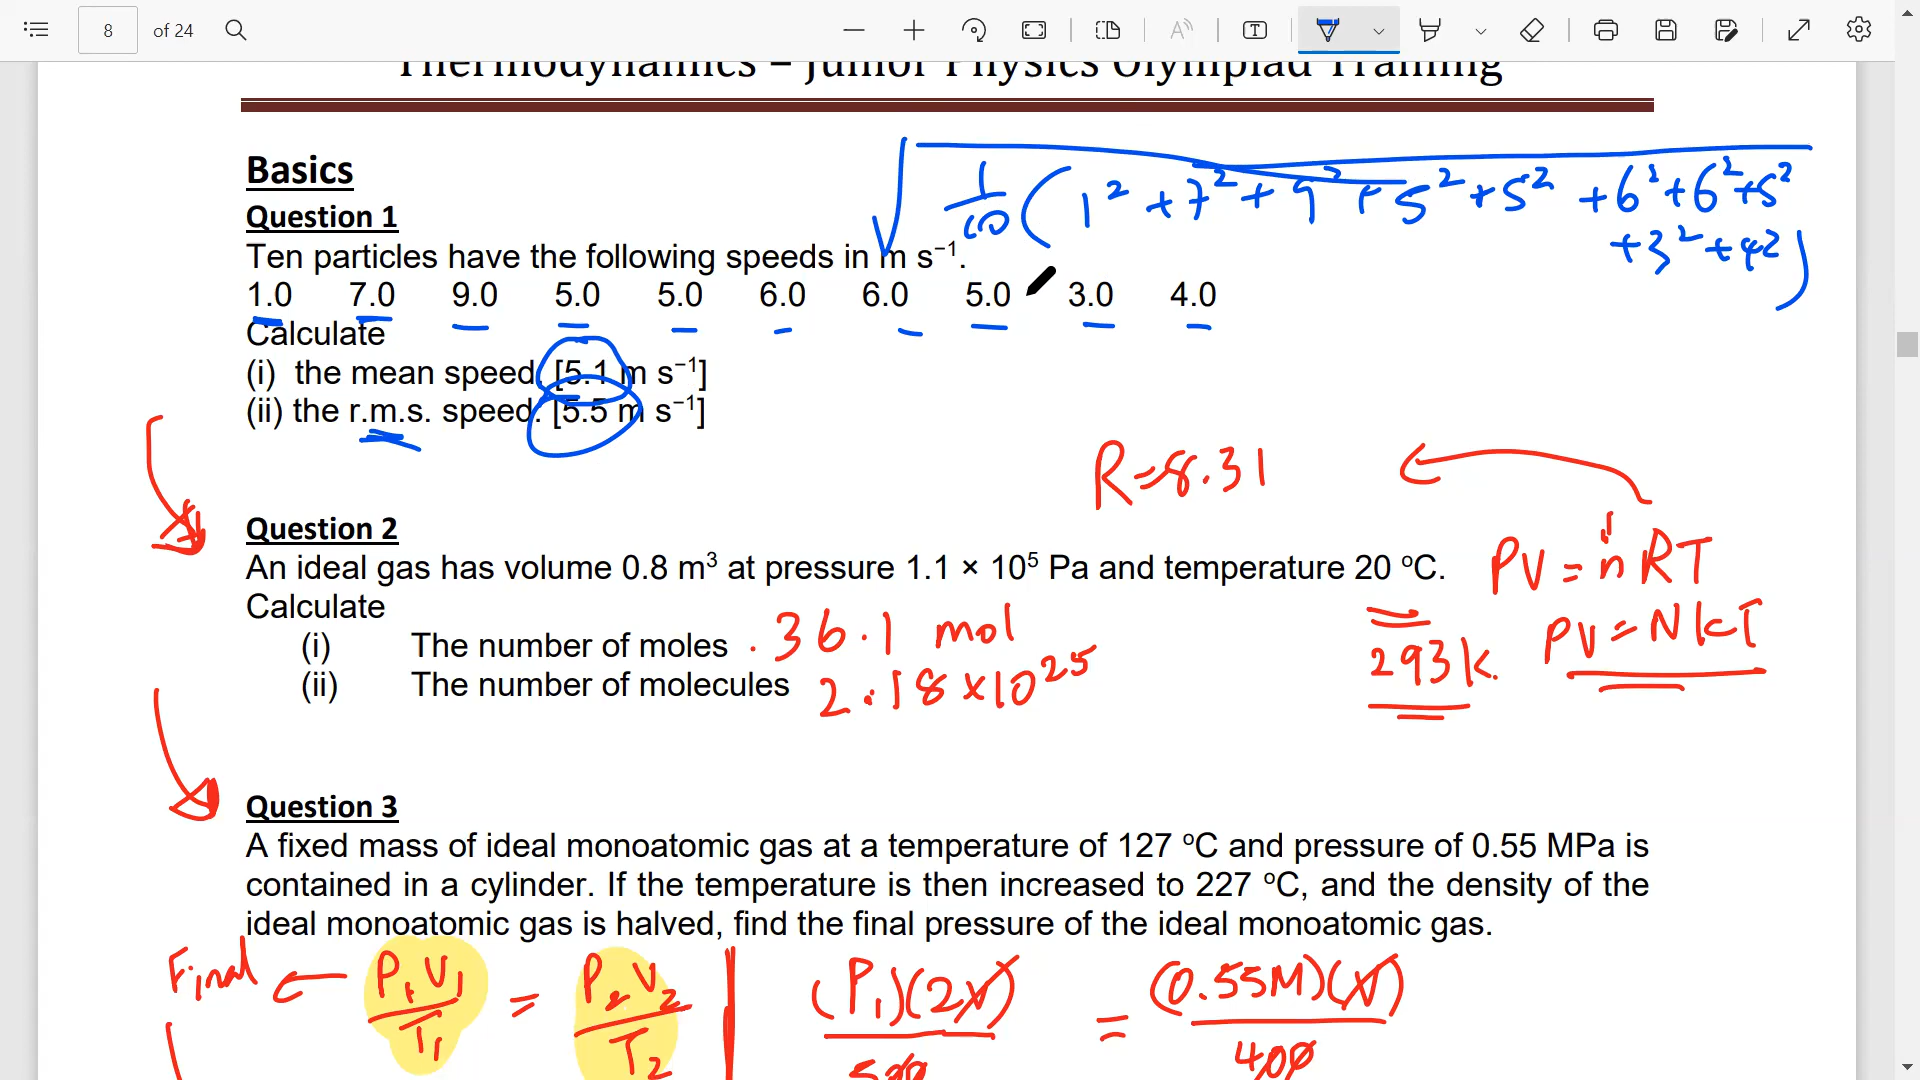 8 of 24
Thermodynamics – Junior Physics Olympiad Training
Basics
Question 1
√ 1/10 (1² + 7² + 9² + 5² + 5² + 6² + 6² + 5²
+ 3² + 4²)
Ten particles have the following speeds in m s⁻¹.
1.0 7.0 9.0 5.0 5.0 6.0 6.0 5.0 3.0 4.0
Calculate
(i) the mean speed. [5.1 m s⁻¹]
(ii) the r.m.s. speed. [5.5 m s⁻¹]
R=8.31
Question 2
An ideal gas has volume 0.8 m³ at pressure 1.1 × 10⁵ Pa and temperature 20 ºC.
PV = nRT
Calculate
293k.
PV = NkT
(i) The number of moles . 36.1 mol
(ii) The number of molecules 2.18×10²⁵
Question 3
A fixed mass of ideal monoatomic gas at a temperature of 127 ºC and pressure of 0.55 MPa is
contained in a cylinder. If the temperature is then increased to 227 ºC, and the density of the
ideal monoatomic gas is halved, find the final pressure of the ideal monoatomic gas.
Final ← P₁V₁/T₁ = P₂V₂/T₂ (P₁)(2V)/500 = (0.55M)(V)/400